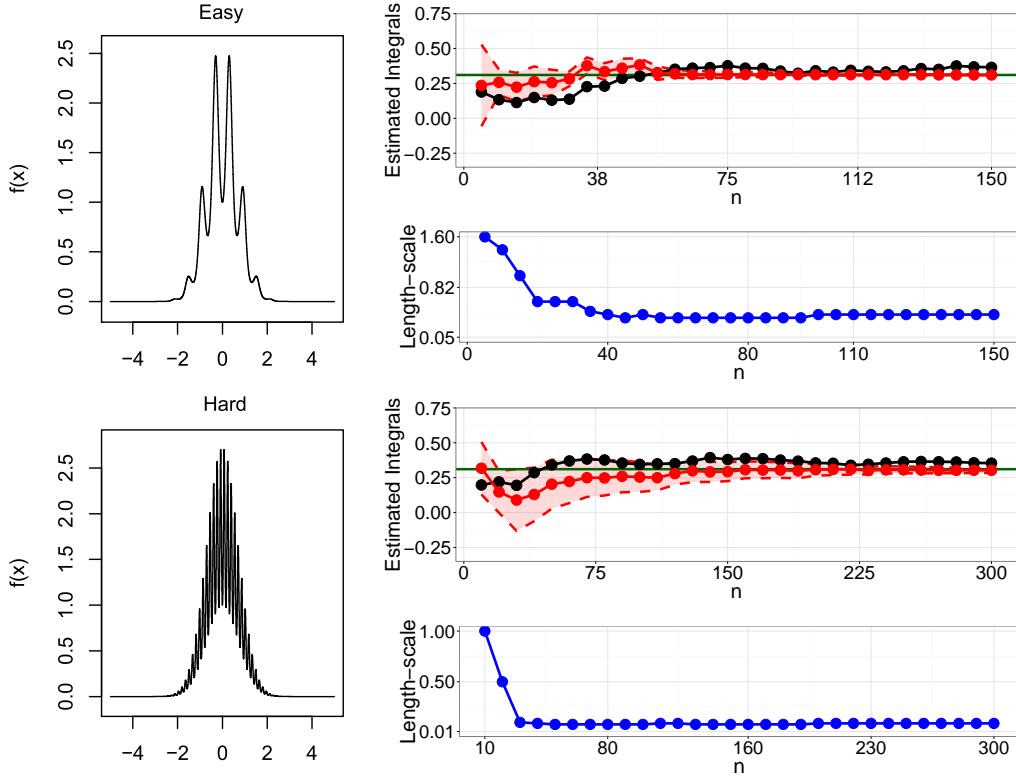 Easy
f(x)
2.5
2.0
1.5
1.0
0.5
0.0
−4 −2 0 2 4
Estimated Integrals
0.75
0.50
0.25
0.00
−0.25
0 38 75 112 150
n
Length−scale
1.60
0.82
0.05
0 40 80 110 150
n
Hard
f(x)
2.5
2.0
1.5
1.0
0.5
0.0
−4 −2 0 2 4
Estimated Integrals
0.75
0.50
0.25
0.00
−0.25
0 75 150 225 300
n
Length−scale
1.00
0.50
0.01
10 80 160 230 300
n